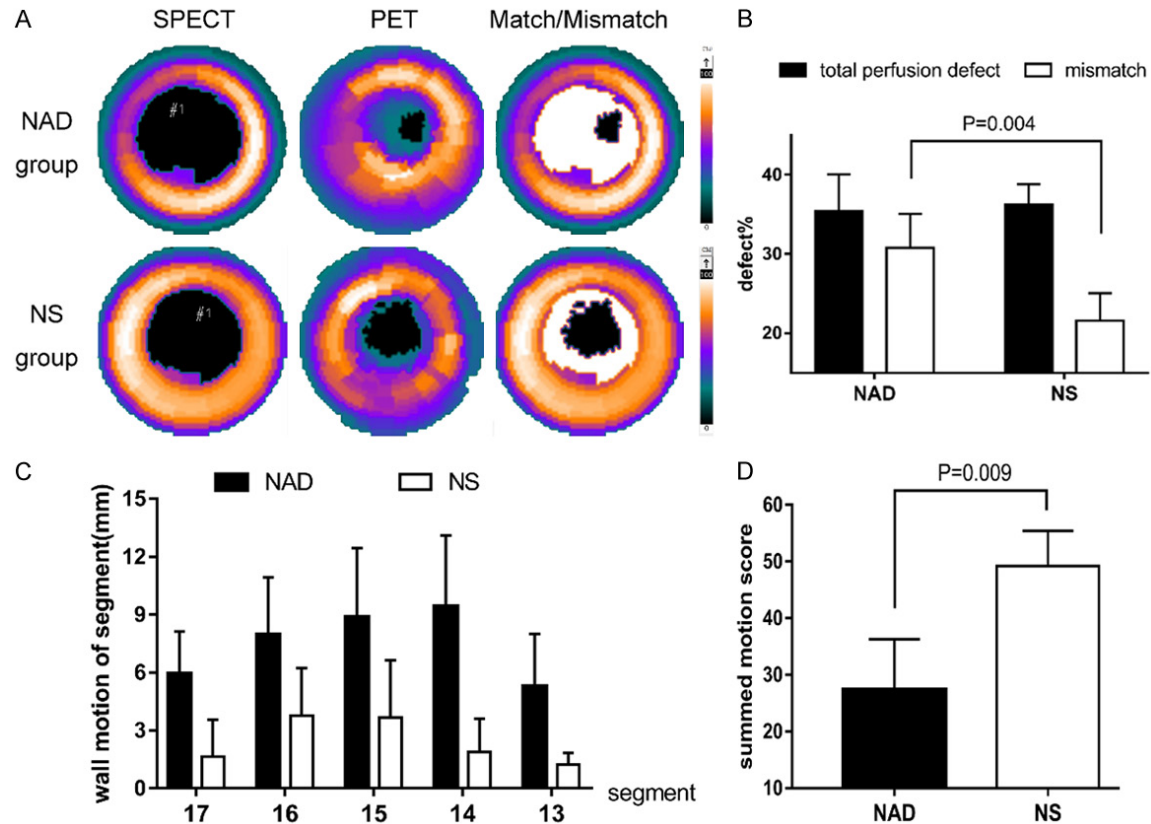 A
SPECT PET Match/Mismatch
NAD
group
#1
100
0
NS
group
#1
100
0
B
total perfusion defect mismatch
P=0.004
defect%
40
30
20
NAD NS
C
NAD NS
wall motion of segment(mm)
15
12
9
6
3
0
17 16 15 14 13
segment
D
P=0.009
summed motion score
60
50
40
30
20
10
NAD NS